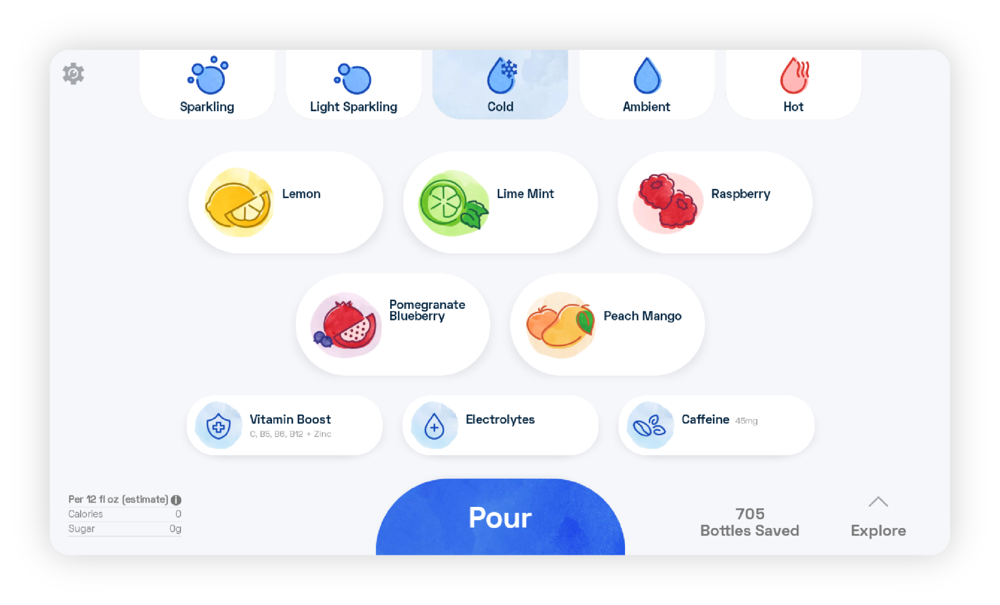 Sparkling
Light Sparkling
Cold
Ambient
Hot
Lemon
Lime Mint
Raspberry
Pomegranate
Blueberry
Peach Mango
Vitamin Boost
C, B5, B6, B12 + Zinc
Electrolytes
Caffeine 45mg
Per 12 fl oz (estimate) i
Calories 0
Sugar 0g
Pour
705
Bottles Saved
Explore